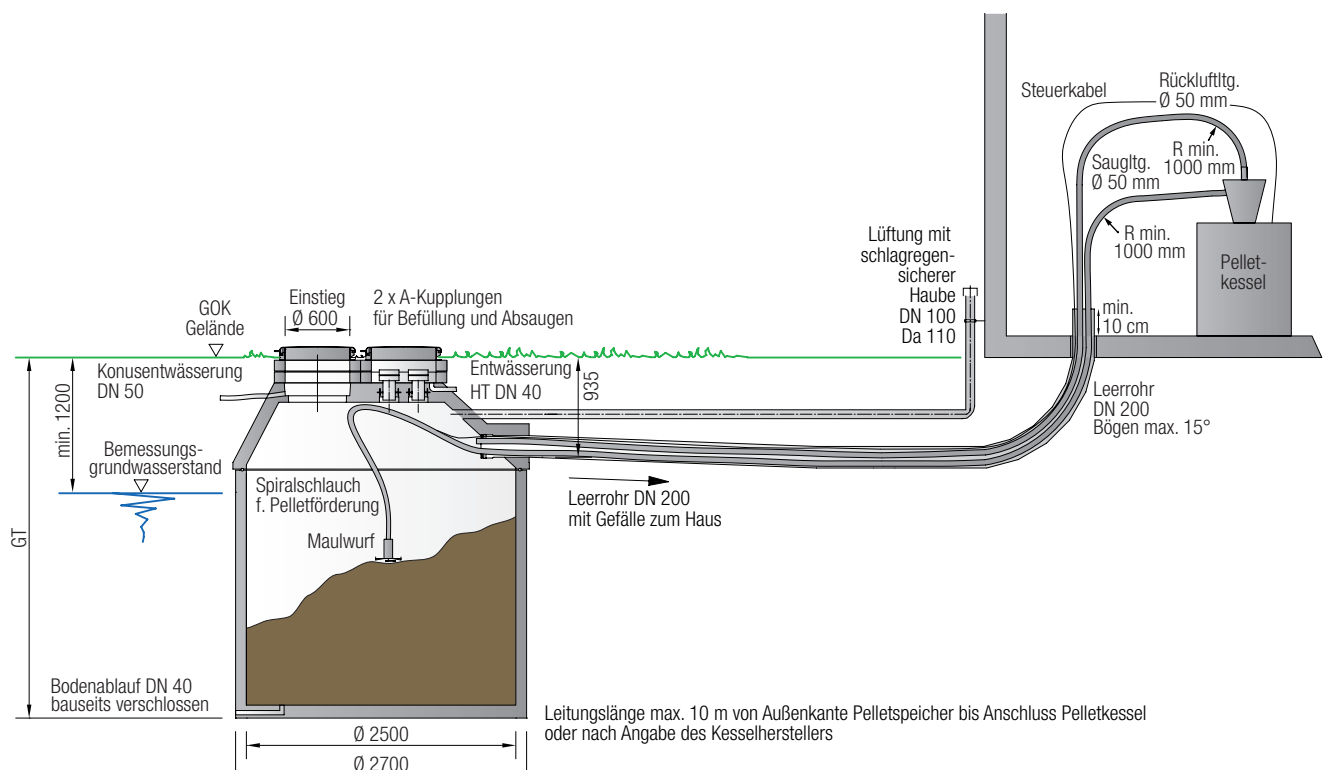 Steuerkabel
Rückluftltg.
Ø 50 mm
R min.
1000 mm
Saugltg.
Ø 50 mm
R min.
1000 mm
Pellet-
kessel
min.
10 cm
Lüftung mit
schlagregen-
sicherer
Haube
DN 100
Da 110
GOK
Gelände
Einstieg
Ø 600
2 x A-Kupplungen
für Befüllung und Absaugen
Konusentwässerung
DN 50
Entwässerung
HT DN 40
935
Leerrohr
DN 200
Bögen max. 15°
min. 1200
Bemessungs-
grundwasserstand
Spiralschlauch
f. Pelletförderung
Leerrohr DN 200
mit Gefälle zum Haus
GT
Maulwurf
Bodenablauf DN 40
bauseits verschlossen
Leitungslänge max. 10 m von Außenkante Pelletspeicher bis Anschluss Pelletkessel
oder nach Angabe des Kesselherstellers
Ø 2500
Ø 2700